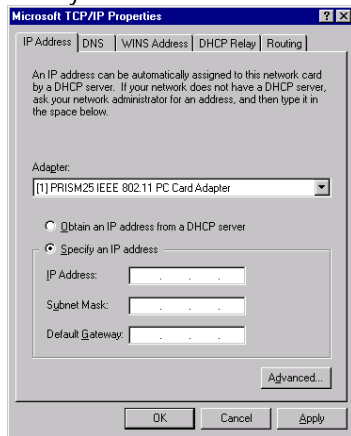 Microsoft TCP/IP Properties
IP Address DNS WINS Address DHCP Relay Routing
An IP address can be automatically assigned to this network card
by a DHCP server. If your network does not have a DHCP server,
ask your network administrator for an address, and then type it in
the space below.
Adapter:
[1] PRISM25 IEEE 802.11 PC Card Adapter
Obtain an IP address from a DHCP server
Specify an IP address
IP Address:
Subnet Mask:
Default Gateway:
Advanced...
OK Cancel Apply